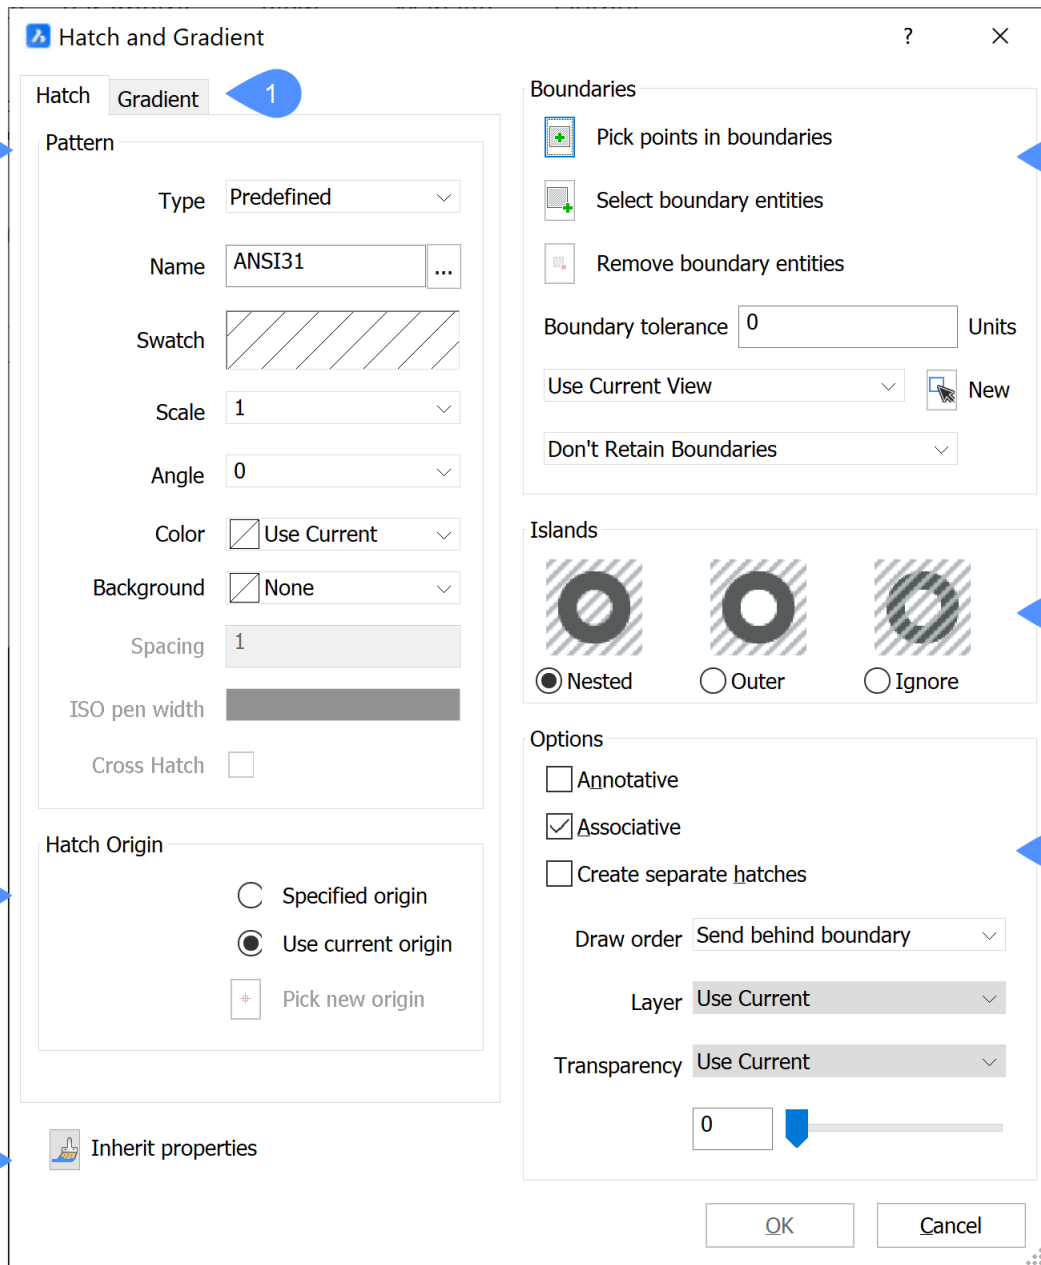 Hatch and Gradient
?
Hatch
Gradient
1
Pattern
Type
Predefined
Name
ANSI31
...
Swatch
Scale
1
Angle
0
Color
Use Current
Background
None
Spacing
1
ISO pen width
Cross Hatch
Hatch Origin
Specified origin
Use current origin
Pick new origin
Inherit properties
Boundaries
Pick points in boundaries
Select boundary entities
Remove boundary entities
Boundary tolerance
0
Units
Use Current View
New
Don't Retain Boundaries
Islands
Nested
Outer
Ignore
Options
Annotative
Associative
Create separate hatches
Draw order
Send behind boundary
Layer
Use Current
Transparency
Use Current
0
OK
Cancel